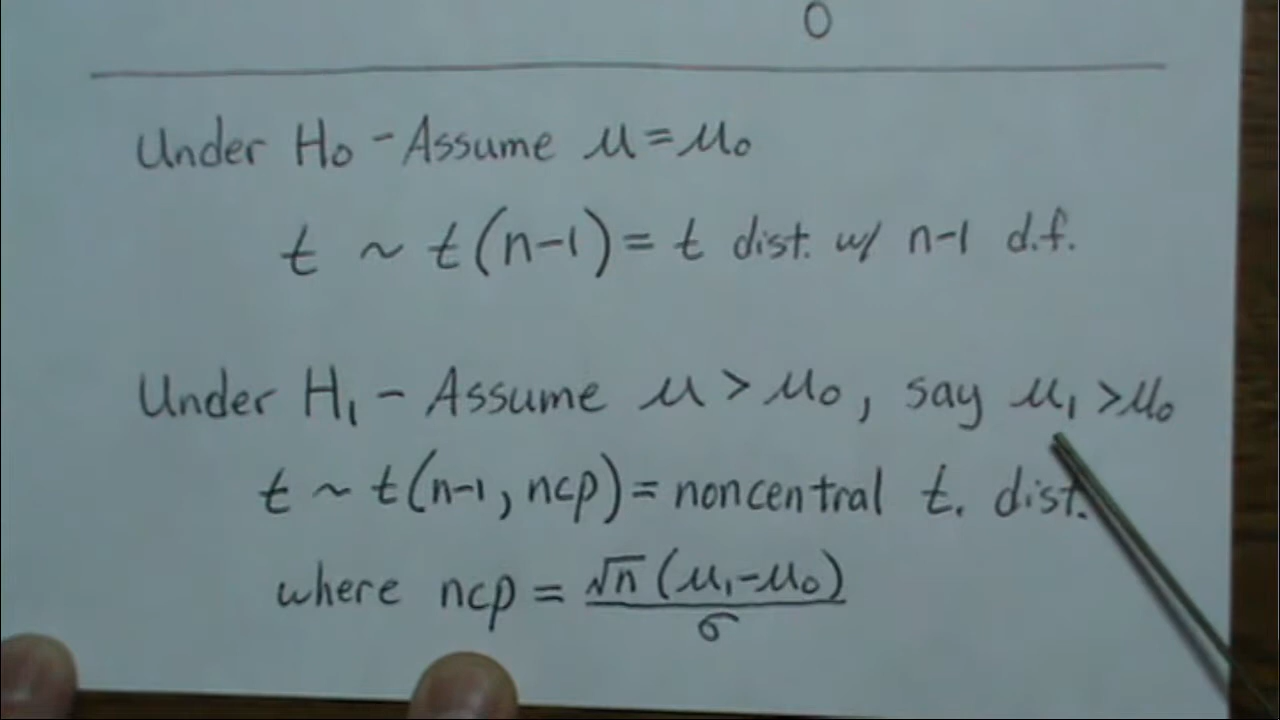 0
Under H₀ - Assume μ = μ₀
t ~ t(n-1) = t dist. w/ n-1 d.f.
Under H₁ - Assume μ > μ₀, say μ₁ > μ₀
t ~ t(n-1, ncp) = noncentral t. dist.
where ncp = √n (μ₁-μ₀) / σ